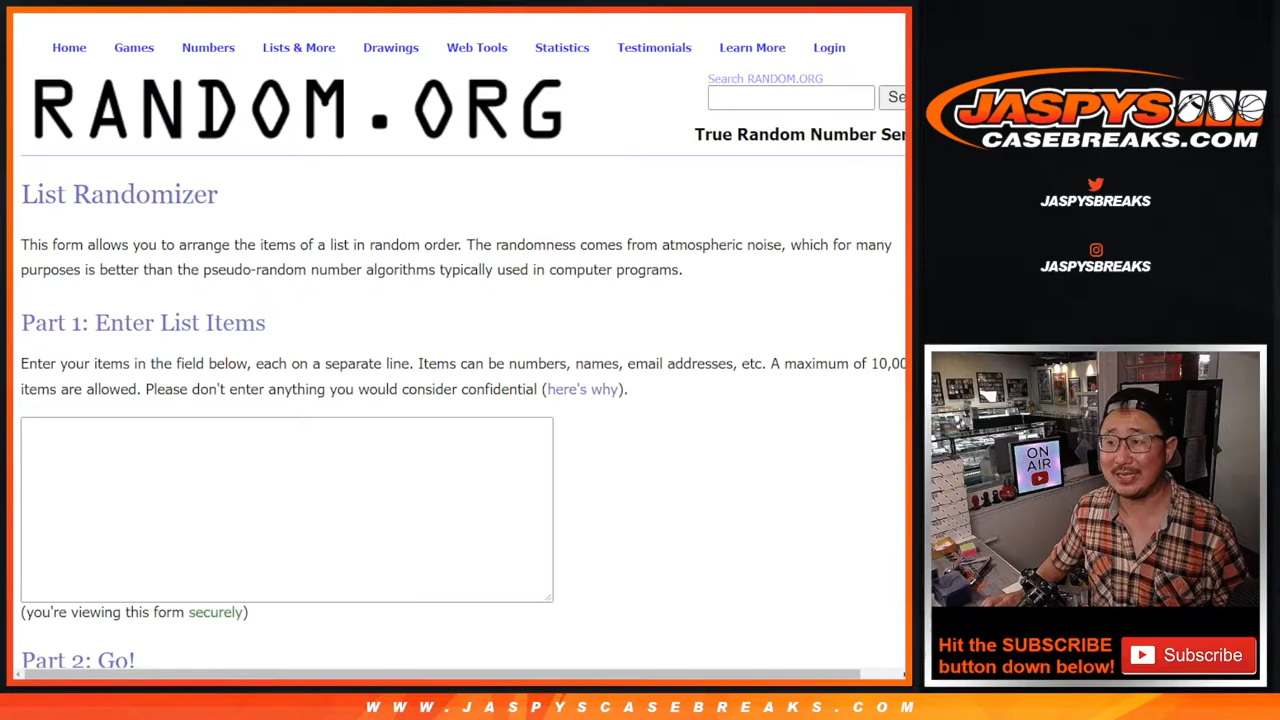 Home Games Numbers Lists & More Drawings Web Tools Statistics Testimonials Learn More Login
RANDOM.ORG
Search RANDOM.ORG
Se
True Random Number Ser
List Randomizer
This form allows you to arrange the items of a list in random order. The randomness comes from atmospheric noise, which for many
purposes is better than the pseudo-random number algorithms typically used in computer programs.
Part 1: Enter List Items
Enter your items in the field below, each on a separate line. Items can be numbers, names, email addresses, etc. A maximum of 10,00
items are allowed. Please don't enter anything you would consider confidential (here's why).
(you're viewing this form securely)
Part 2: Go!
JASPYS
CASEBREAKS.COM
JASPYSBREAKS
JASPYSBREAKS
ON
AIR
Hit the SUBSCRIBE
button down below!
Subscribe
WWW.JASPYSCASEBREAKS.COM